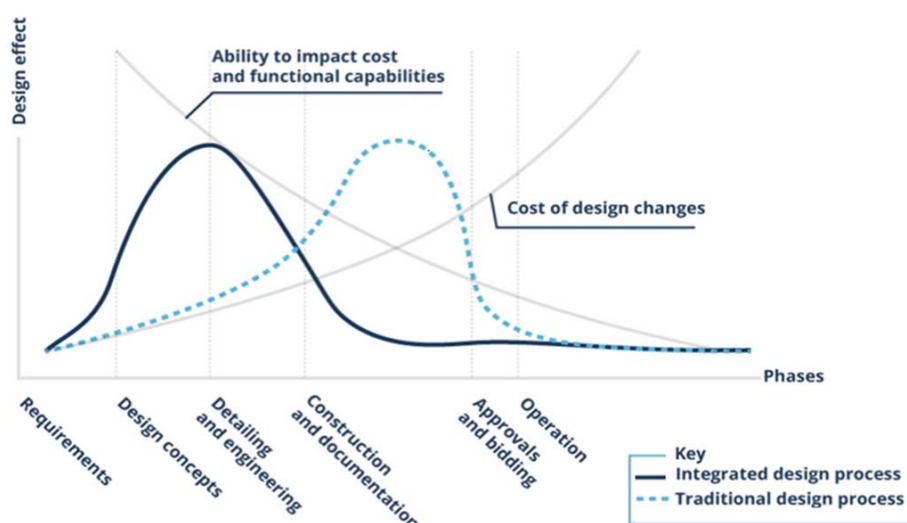 Design effect
Ability to impact cost
and functional capabilities
Cost of design changes
Phases
Requirements
Design concepts
Detailing
and engineering
Construction
and documentation
Approvals
and bidding
Operation
Key
Integrated design process
Traditional design process